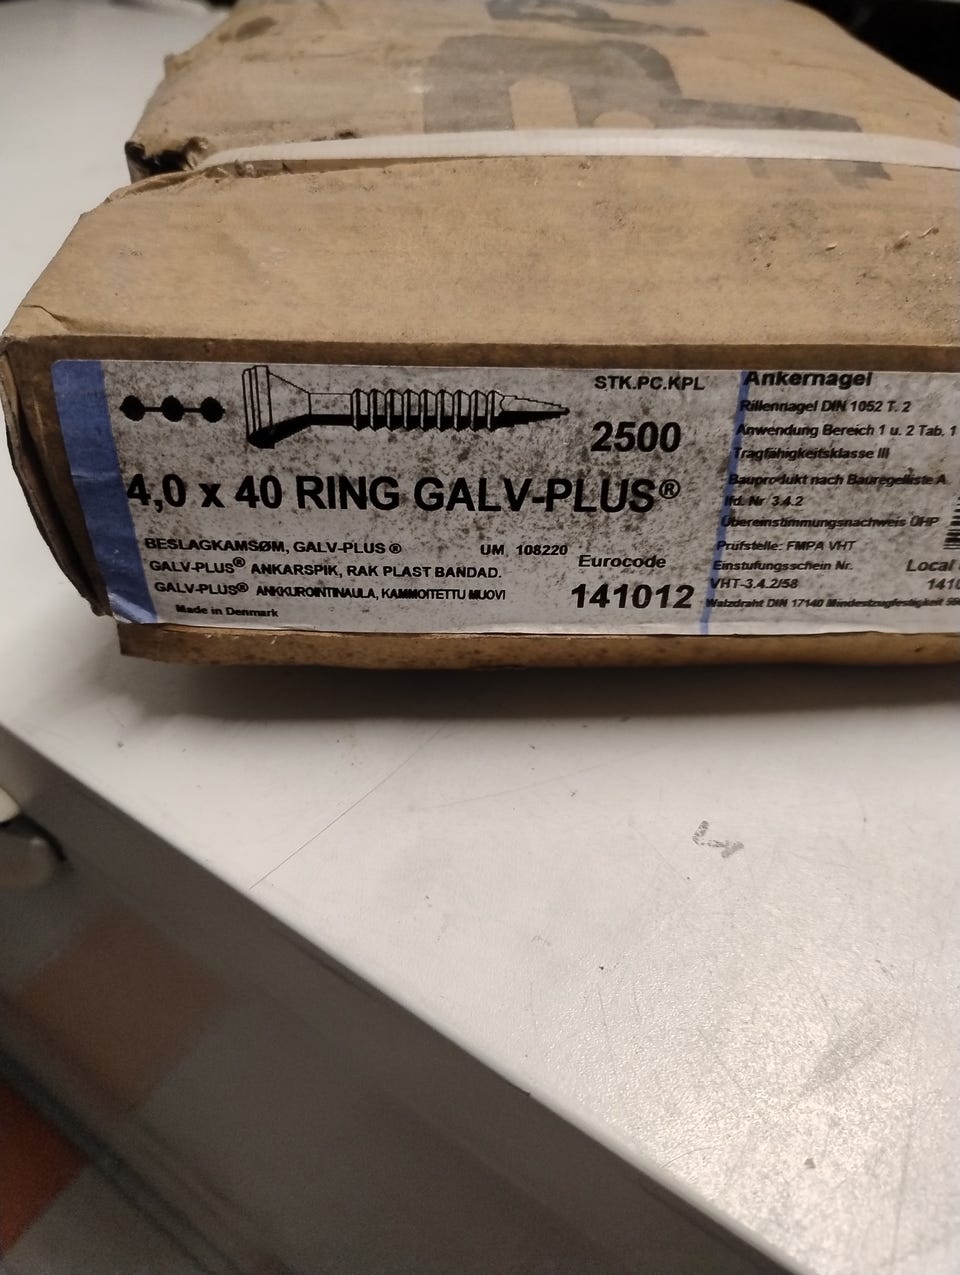 STK.PC.KPL
2500
4,0 x 40 RING GALV-PLUS®
BESLAGKAMSØM, GALV-PLUS ®
UM, 108220
GALV-PLUS® ANKARSPIK, RAK PLAST BANDAD.
GALV-PLUS® ANKKUROINTINAULA, KAMMOITETTU MUOVI
Made in Denmark
Eurocode
141012
Ankernagel
Rillennagel DIN 1052 T. 2
Anwendung Bereich 1 u. 2 Tab. 1
Tragfähigkeitsklasse III
Bauprodukt nach Bauregelliste A
lfd. Nr 3.4.2
Übereinstimmungsnachweis ÜHP
Prüfstelle: FMPA VHT
Einstufungsschein Nr.
VHT-3.4.2/58
Walzdraht DIN 17140 Mindestzugfestigkeit
Local
1410